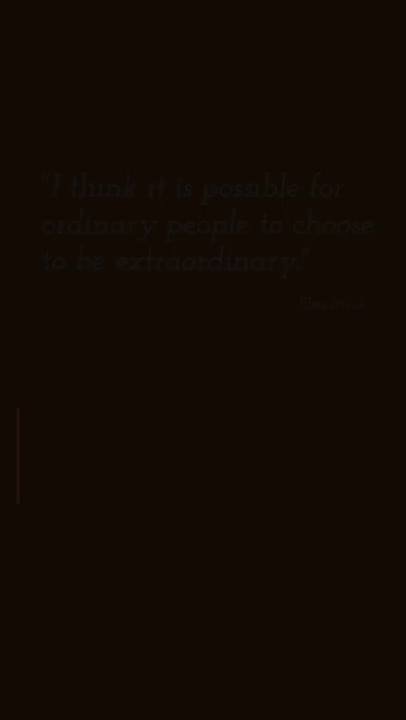 "I think it is possible for
ordinary people to choose
to be extraordinary."